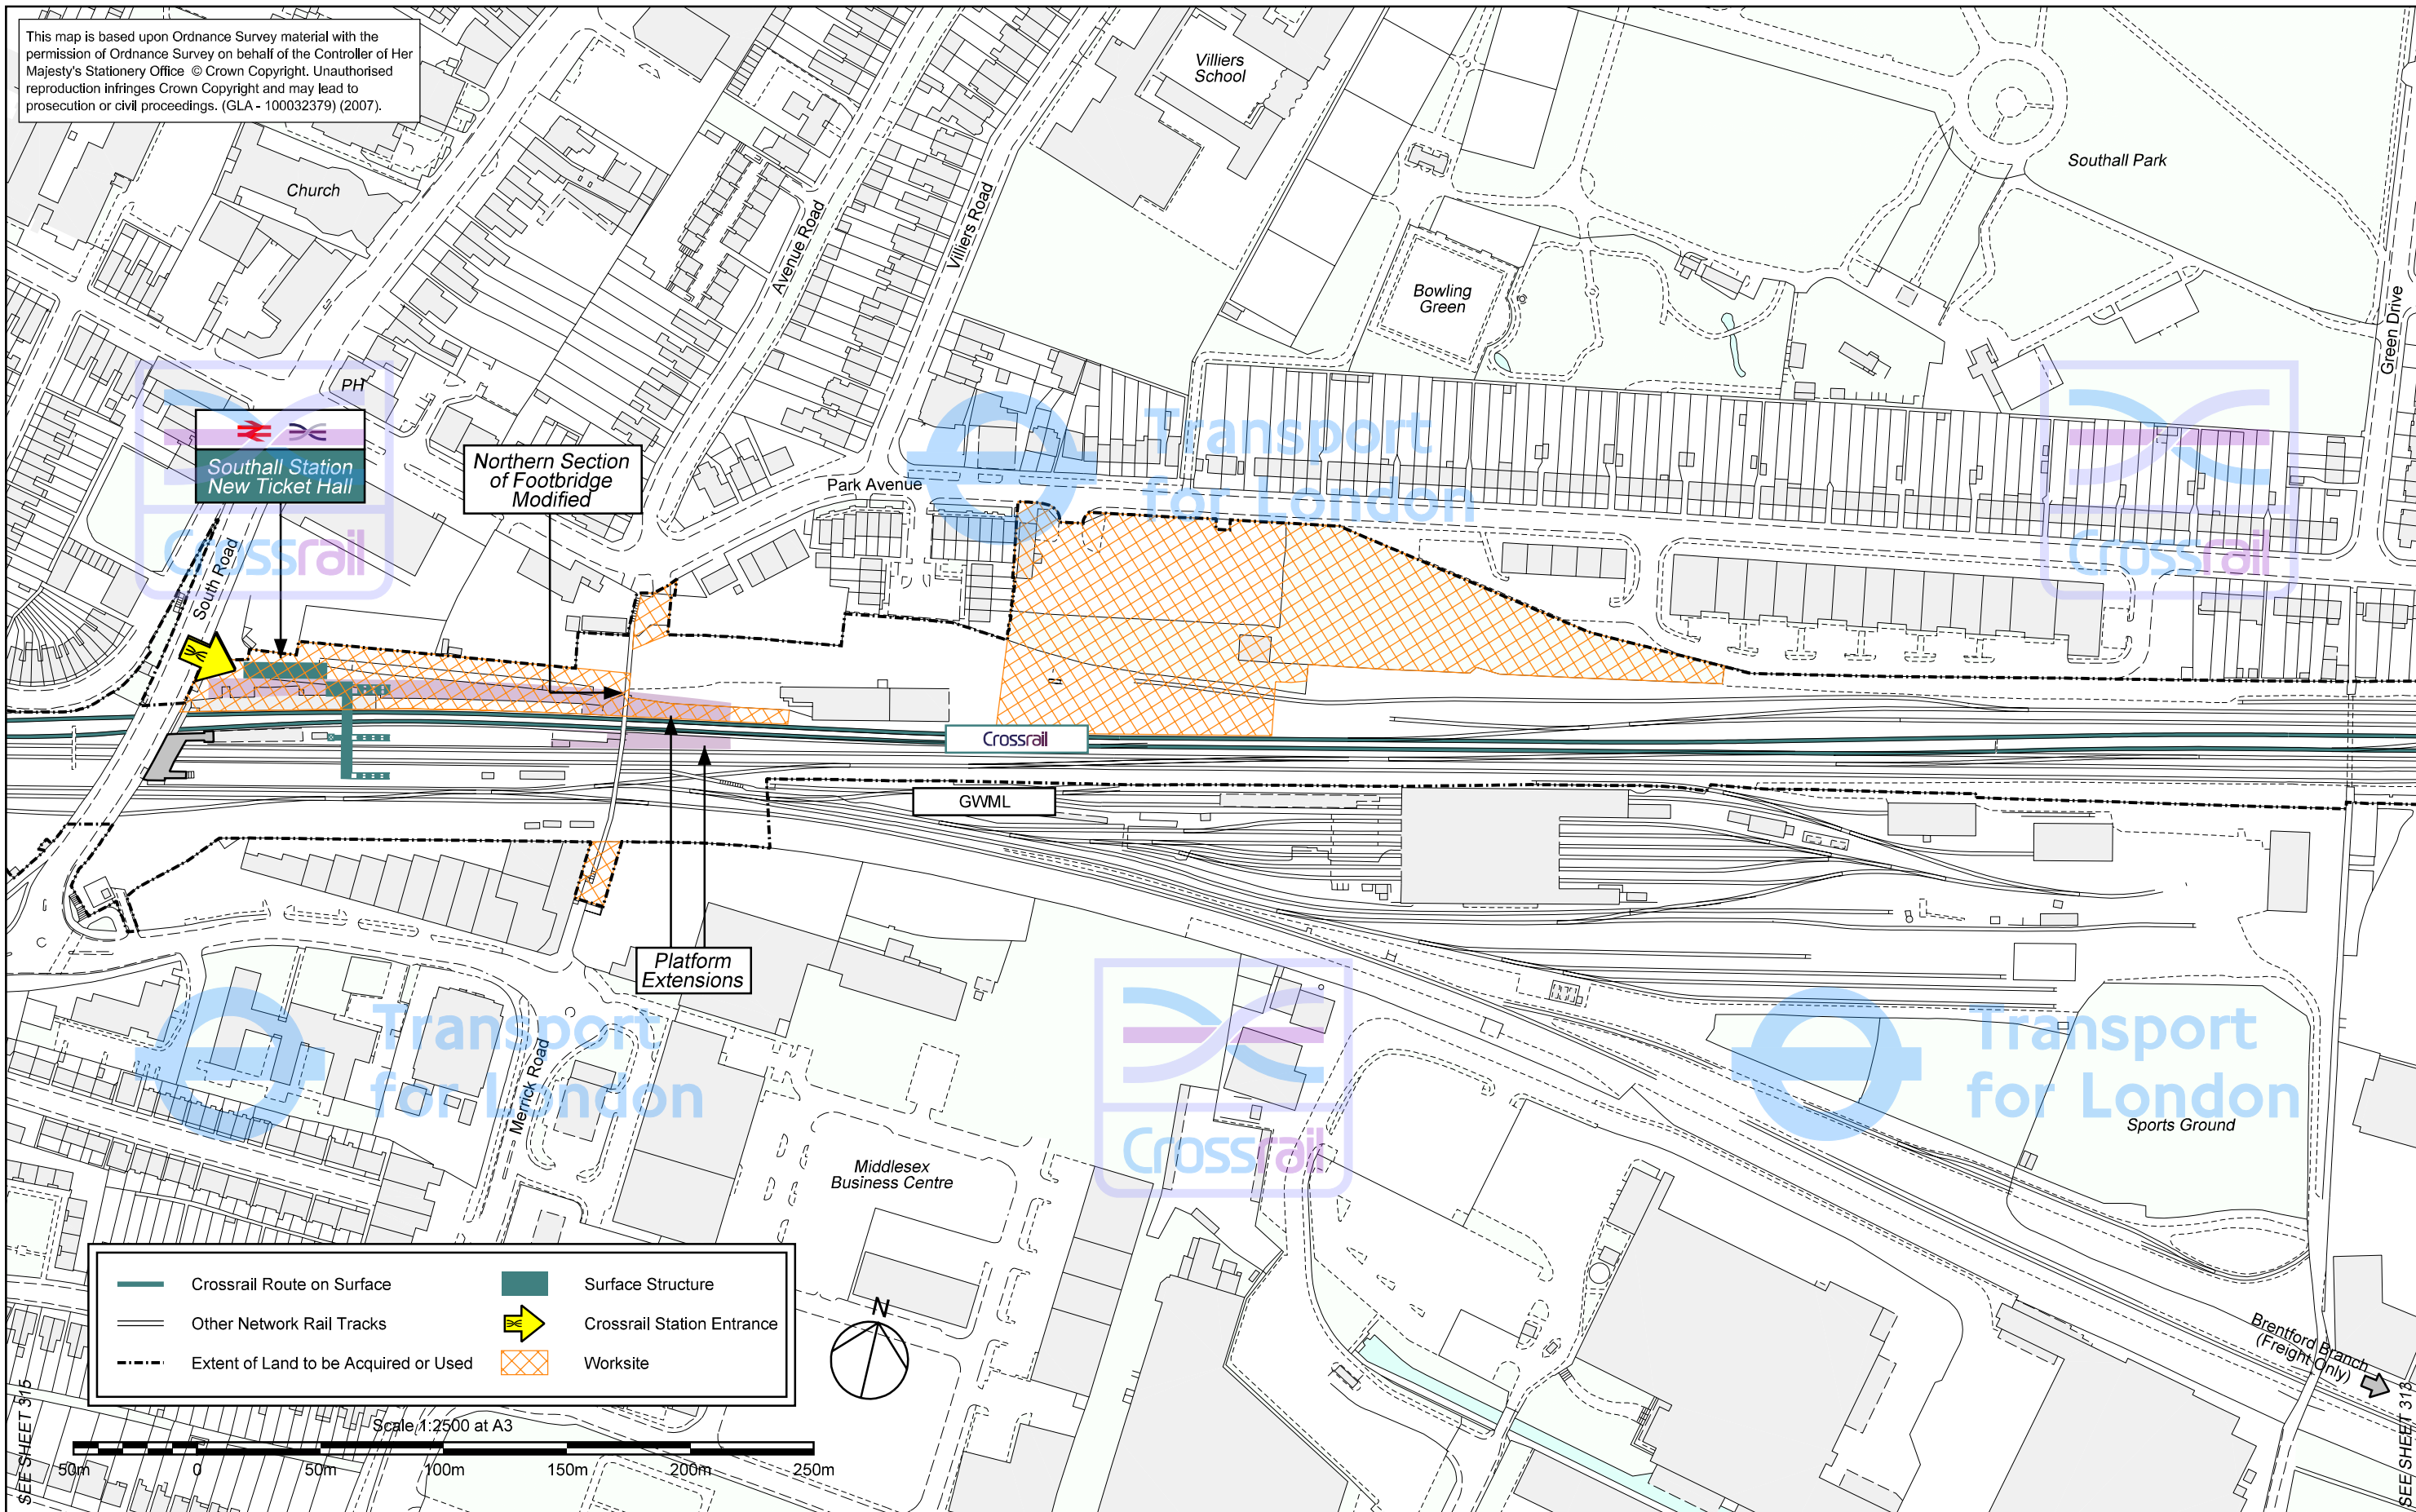 This map is based upon Ordnance Survey material with the
permission of Ordnance Survey on behalf of the Controller of Her
Majesty's Stationery Office © Crown Copyright. Unauthorised
reproduction infringes Crown Copyright and may lead to
prosecution or civil proceedings. (GLA - 100032379) (2007).
Villiers
School
Southall Park
Church
Avenue Road
Villiers Road
Bowling
Green
Green Drive
PH
Southall Station
New Ticket Hall
Northern Section
of Footbridge
Modified
Park Avenue
Transport
for London
Crossrail
Crossrail
South Road
Crossrail
GWML
Platform
Extensions
Transport
for London
Merrick Road
Crossrail
Transport
for London
Sports Ground
Middlesex
Business Centre
Crossrail Route on Surface
Surface Structure
Other Network Rail Tracks
Crossrail Station Entrance
Extent of Land to be Acquired or Used
Worksite
N
Brentford Branch
(Freight Only)
SEE SHEET 315
SEE SHEET 313
Scale 1:2500 at A3
50m
0
50m
100m
150m
200m
250m